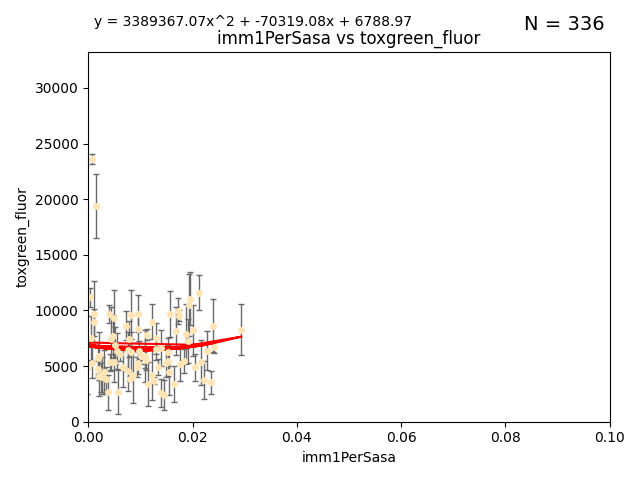 y = 3389367.07x^2 + -70319.08x + 6788.97
N = 336
imm1PerSasa vs toxgreen_fluor
30000
25000
20000
15000
10000
5000
0
toxgreen_fluor
0.00 0.02 0.04 0.06 0.08 0.10
imm1PerSasa